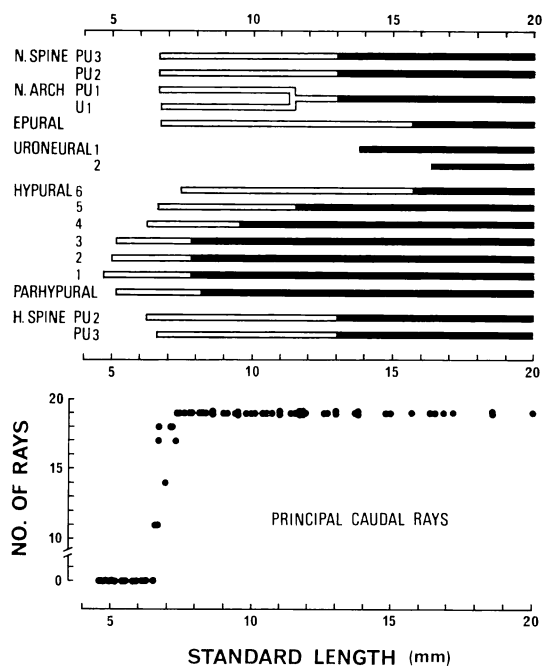 5 10 15 20
N. SPINE PU3
PU2
N. ARCH PU1
U1
EPURAL
URONEURAL 1
2
HYPURAL 6
5
4
3
2
1
PARHYPURAL
H. SPINE PU2
PU3
5 10 15 20
NO. OF RAYS
20
15
10
0
PRINCIPAL CAUDAL RAYS
5 10 15 20
STANDARD LENGTH (mm)